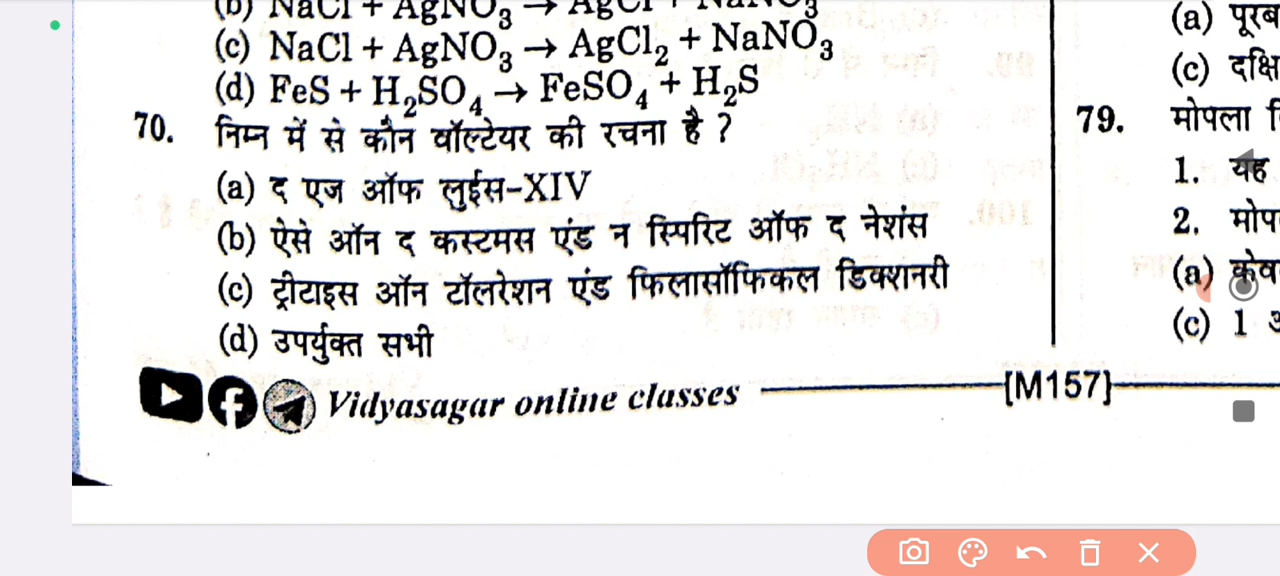 (c) NaCl + AgNO₃ → AgCl₂ + NaNO₃
(d) FeS + H₂SO₄ → FeSO₄ + H₂S
70. निम्न में से कौन वॉल्टेयर की रचना है ?
(a) द एज ऑफ लुईस-XIV
(b) ऐसे ऑन द कस्टमस एंड न स्पिरिट ऑफ द नेशंस
(c) ट्रीटाइस ऑन टॉलरेशन एंड फिलासॉफिकल डिक्शनरी
(d) उपर्युक्त सभी
Vidyasagar online classes
[M157]
(a)
(c)
79. मोपला
1. यह
2.
(a)
(c) 1